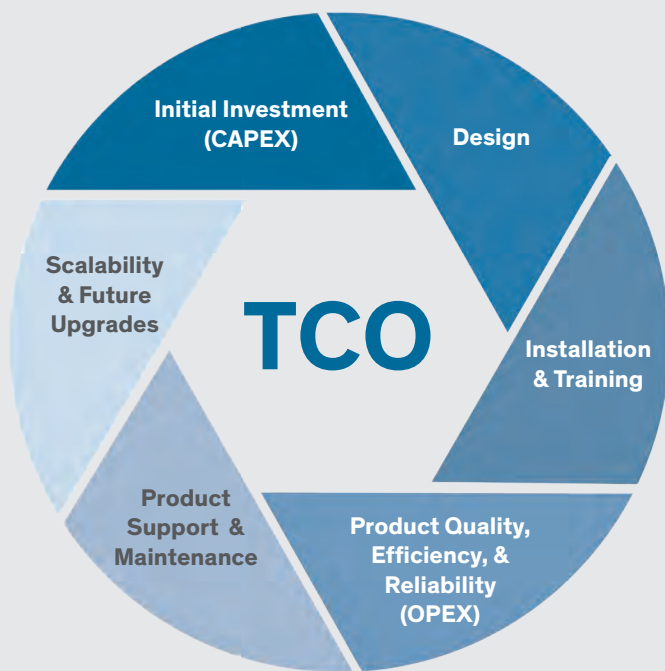 Initial Investment
(CAPEX)
Design
Installation
& Training
Product Quality,
Efficiency, &
Reliability
(OPEX)
Product
Support &
Maintenance
Scalability
& Future
Upgrades
TCO